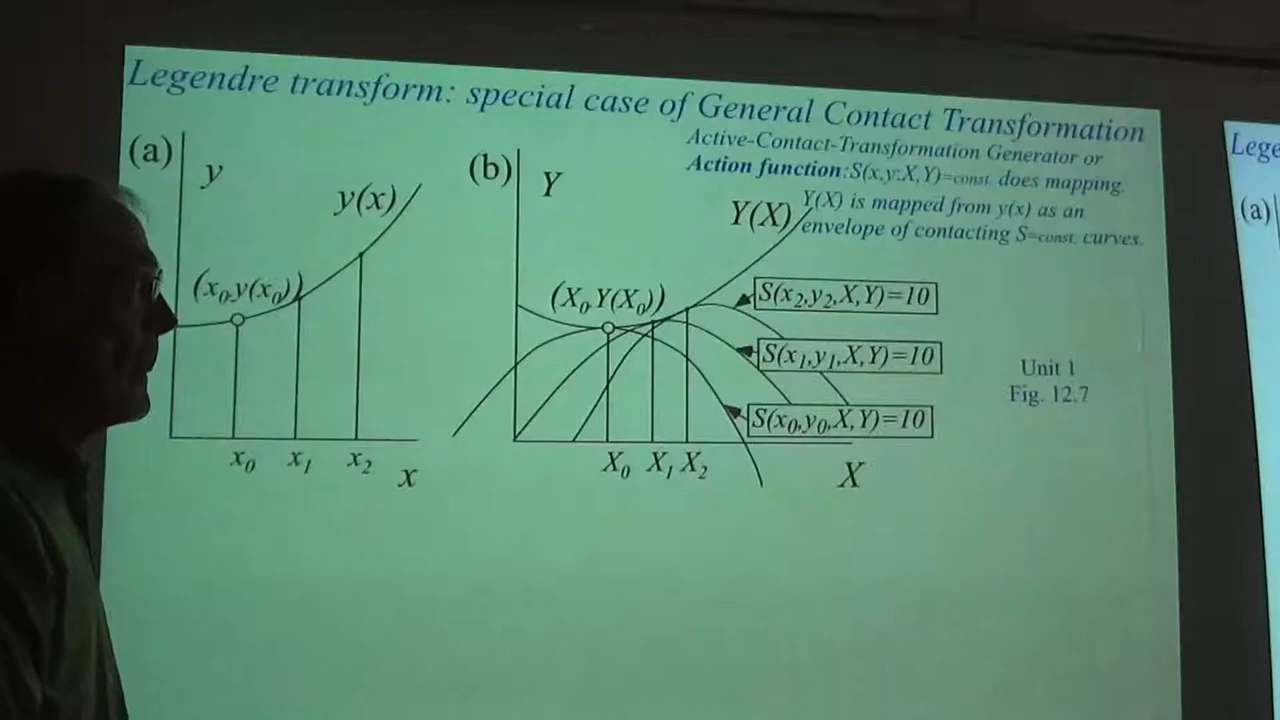 Legendre transform: special case of General Contact Transformation
Active-Contact-Transformation Generator or
Action function:S(x,y:X,Y)=const. does mapping.
Y(X) is mapped from y(x) as an
envelope of contacting S=const. curves.
(a)
y
y(x)
(x₀,y(x₀))
x₀ x₁ x₂
x
(b)
Y
Y(X)
(X₀,Y(X₀))
S(x₂,y₂,X,Y)=10
S(x₁,y₁,X,Y)=10
S(x₀,y₀,X,Y)=10
X₀ X₁ X₂
X
Unit 1
Fig. 12.7
Lege
(a)